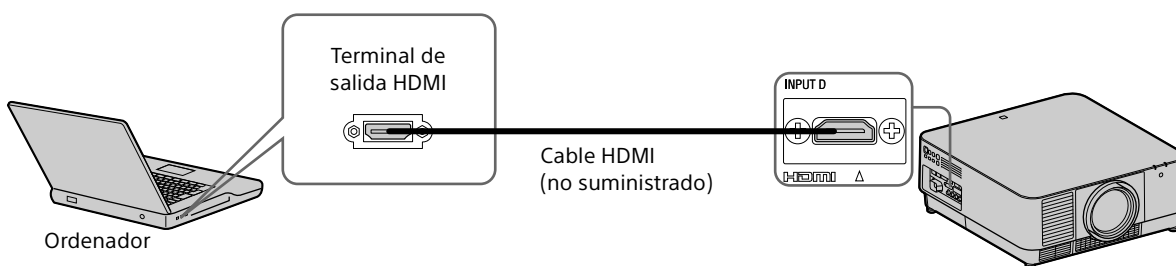 Terminal de
salida HDMI
INPUT D
HDMI
Cable HDMI
(no suministrado)
Ordenador